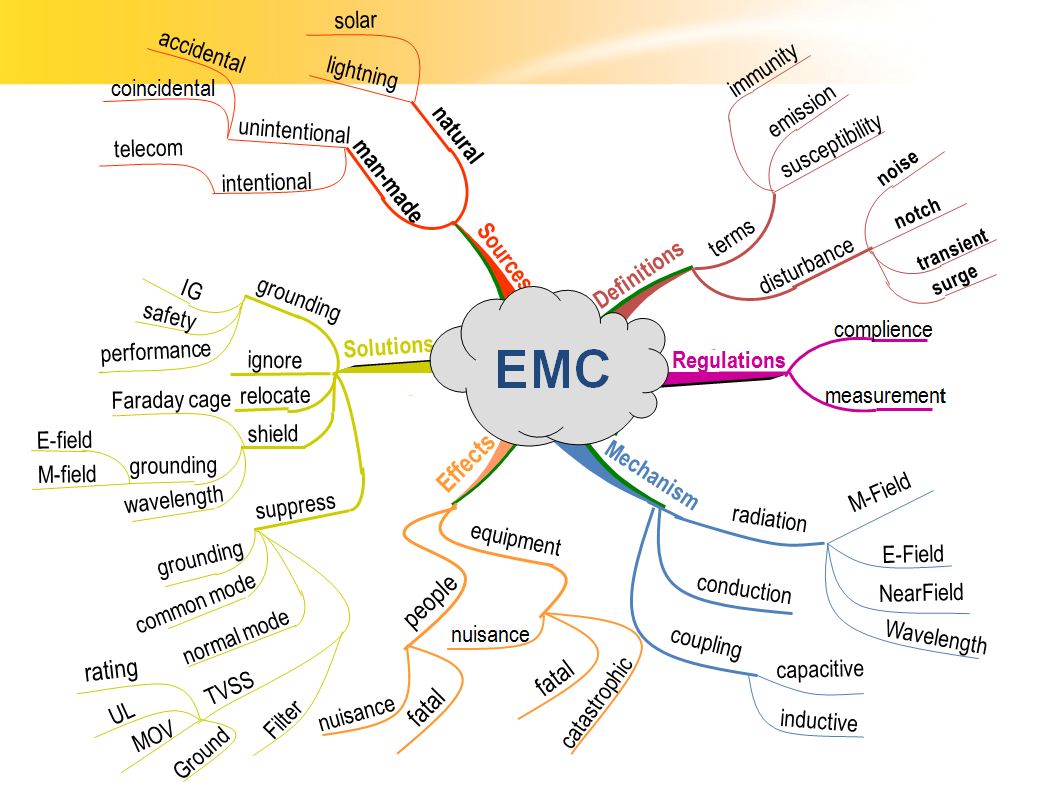 EMC
Sources
natural
solar
lightning
man-made
unintentional
accidental
coincidental
intentional
telecom
Definitions
terms
immunity
emission
susceptibility
disturbance
noise
notch
transient
surge
Regulations
complience
measurement
Mechanism
radiation
M-Field
E-Field
NearField
Wavelength
conduction
coupling
capacitive
inductive
Effects
equipment
nuisance
fatal
catastrophic
people
nuisance
fatal
Solutions
grounding
IG
safety
performance
ignore
relocate
shield
Faraday cage
grounding
E-field
M-field
wavelength
suppress
grounding
common mode
normal mode
TVSS
rating
UL
MOV
Ground
Filter